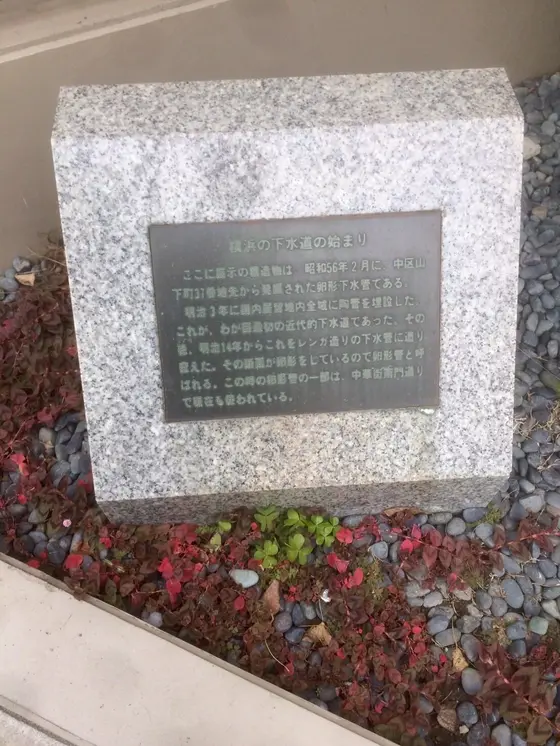 横浜の下水道の始まり
ここに展示の構造物は、昭和56年2月に、中区山
下町37番地先から発掘された卵形下水管である。
明治3年に関内居留地内全域に陶管を埋設した。
これが、わが国最初の近代的下水道であった。その
後、明治14年からこれをレンガ造りの下水管に造り
変えた。その断面が卵形をしているので卵形管と呼
ばれる。この時の卵形管の一部は、中華街南門通り
で現在も使われている。